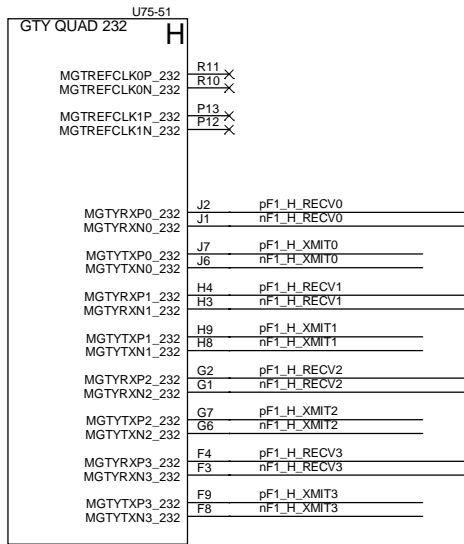 U75-51
GTY QUAD 232 H
MGTREFCLK0P_232 R11
MGTREFCLK0N_232 R10
MGTREFCLK1P_232 P13
MGTREFCLK1N_232 P12
MGTYRXP0_232 J2 pF1_H_RECV0
MGTYRXN0_232 J1 nF1_H_RECV0
MGTYTXP0_232 J7 pF1_H_XMIT0
MGTYTXN0_232 J6 nF1_H_XMIT0
MGTYRXP1_232 H4 pF1_H_RECV1
MGTYRXN1_232 H3 nF1_H_RECV1
MGTYTXP1_232 H9 pF1_H_XMIT1
MGTYTXN1_232 H8 nF1_H_XMIT1
MGTYRXP2_232 G2 pF1_H_RECV2
MGTYRXN2_232 G1 nF1_H_RECV2
MGTYTXP2_232 G7 pF1_H_XMIT2
MGTYTXN2_232 G6 nF1_H_XMIT2
MGTYRXP3_232 F4 pF1_H_RECV3
MGTYRXN3_232 F3 nF1_H_RECV3
MGTYTXP3_232 F9 pF1_H_XMIT3
MGTYTXN3_232 F8 nF1_H_XMIT3